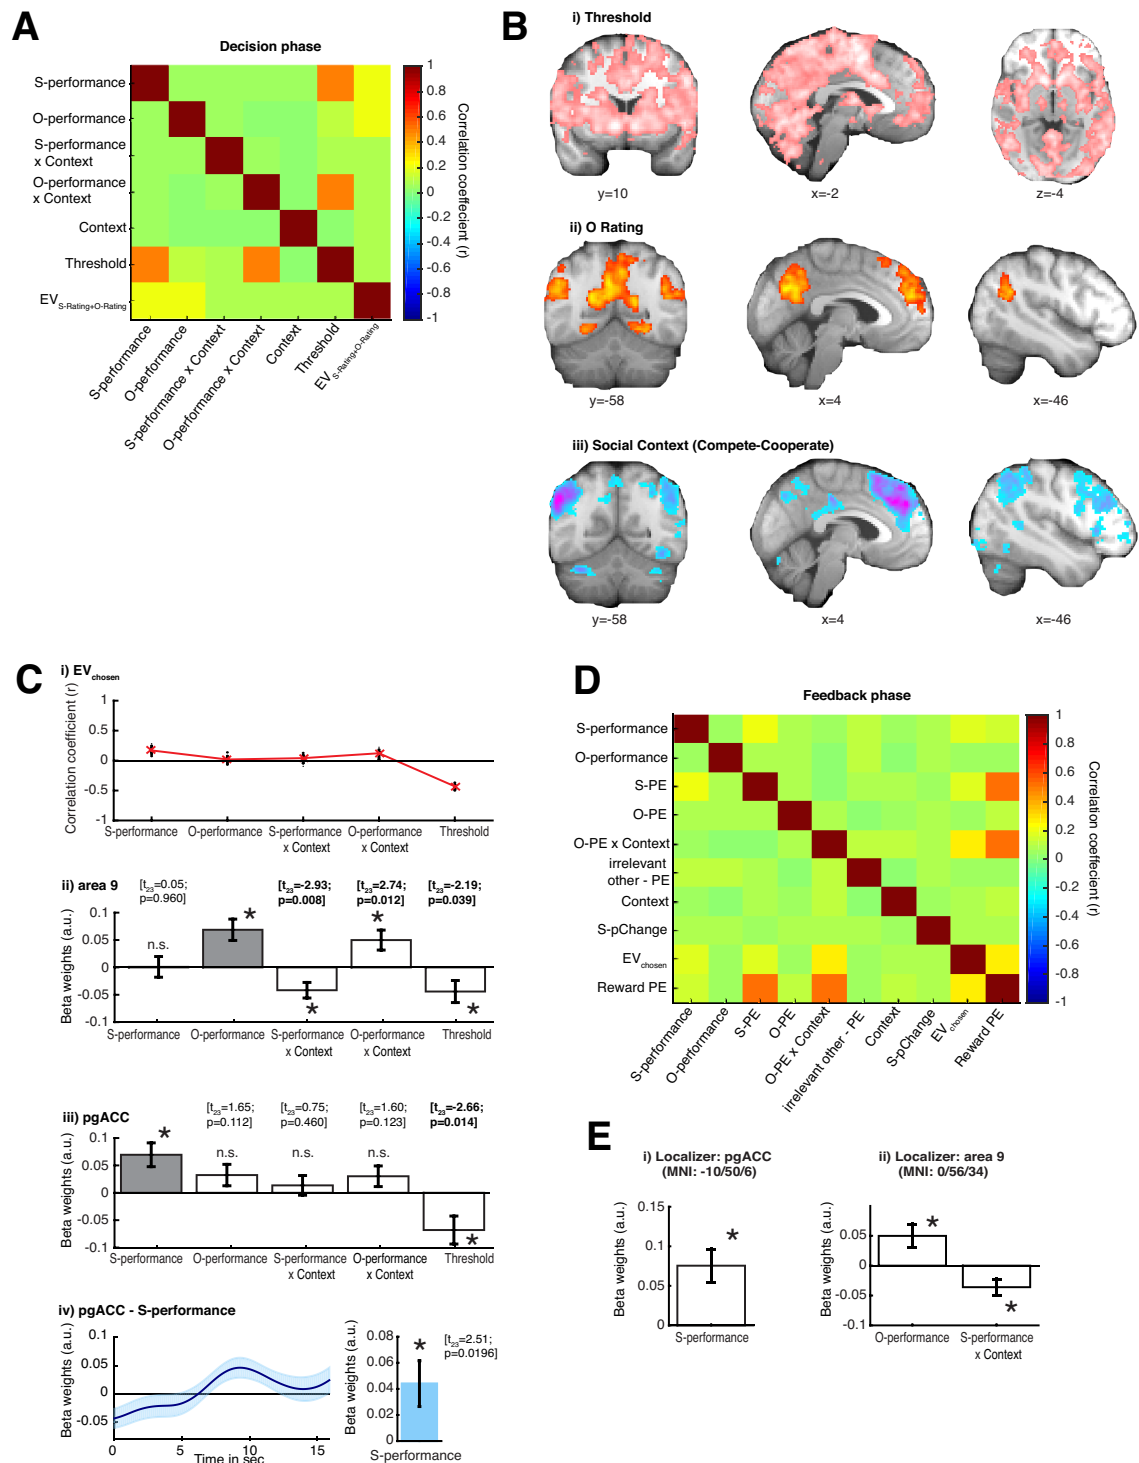 A
Decision phase
S-performance
O-performance
S-performance
x Context
O-performance
x Context
Context
Threshold
EV S-Rating+O-Rating
S-performance
O-performance
S-performance x Context
O-performance x Context
Context
Threshold
EV S-Rating+O-Rating
1
0.8
0.6
0.4
0.2
0
-0.2
-0.4
-0.6
-0.8
-1
Correlation coeffecient (r)
B
i) Threshold
y=10
x=-2
z=-4
ii) O Rating
y=-58
x=4
x=-46
iii) Social Context (Compete-Cooperate)
y=-58
x=4
x=-46
C
i) EV chosen
Correlation coefficient (r)
1
0.5
0
-0.5
-1
S-performance
O-performance
S-performance
x Context
O-performance
x Context
Threshold
ii) area 9
[t23=0.05;
p=0.960]
[t23=-2.93;
p=0.008]
[t23=2.74;
p=0.012]
[t23=-2.19;
p=0.039]
Beta weights (a.u.)
0.1
0.05
0
-0.05
-0.1
n.s.
*
*
*
*
S-performance
O-performance
S-performance
x Context
O-performance
x Context
Threshold
iii) pgACC
[t23=1.65;
p=0.112]
[t23=0.75;
p=0.460]
[t23=1.60;
p=0.123]
[t23=-2.66;
p=0.014]
Beta weights (a.u.)
0.1
0.05
0
-0.05
-0.1
*
n.s.
n.s.
n.s.
*
S-performance
O-performance
S-performance
x Context
O-performance
x Context
Threshold
iv) pgACC - S-performance
Beta weights (a.u.)
0.1
0.05
0
-0.05
0
5
10
15
Time in sec
Beta weights (a.u.)
0.08
0.06
0.04
0.02
0
*
[t23=2.51;
p=0.0196]
S-performance
D
Feedback phase
S-performance
O-performance
S-PE
O-PE
O-PE x Context
irrelevant
other - PE
Context
S-pChange
EV chosen
Reward PE
S-performance
O-performance
S-PE
O-PE
O-PE x Context
irrelevant other - PE
Context
S-pChange
EV chosen
Reward PE
1
0.8
0.6
0.4
0.2
0
-0.2
-0.4
-0.6
-0.8
-1
Correlation coeffecient (r)
E
i) Localizer: pgACC
(MNI: -10/50/6)
Beta weights (a.u.)
0.15
0.1
0.05
0
*
S-performance
ii) Localizer: area 9
(MNI: 0/56/34)
Beta weights (a.u.)
0.05
0
-0.05
-0.1
*
*
O-performance
S-performance
x Context